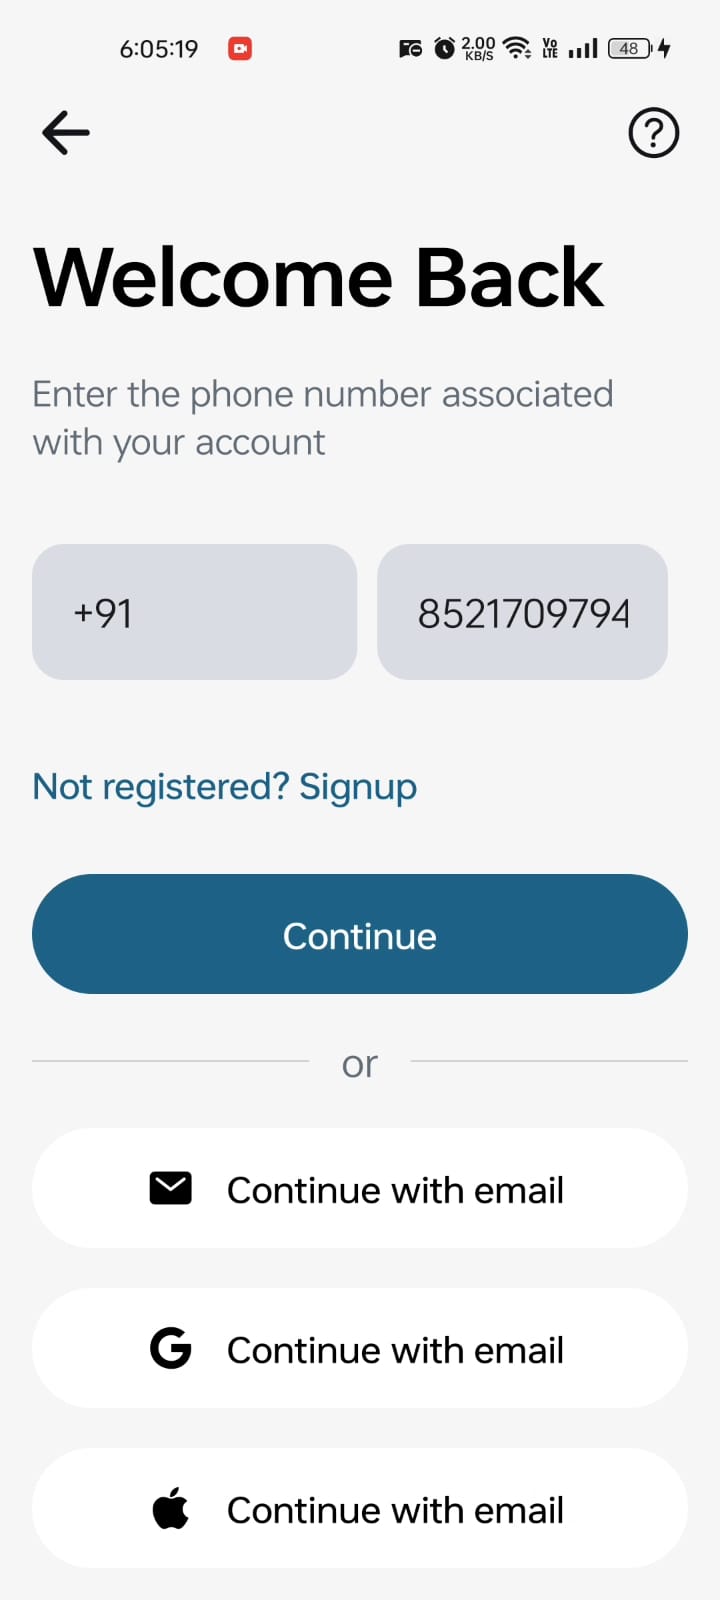 6:05:19
2.00
KB/S
Vo
LTE
48
Welcome Back
Enter the phone number associated
with your account
+91
8521709794
Not registered? Signup
Continue
or
Continue with email
G Continue with email
Continue with email